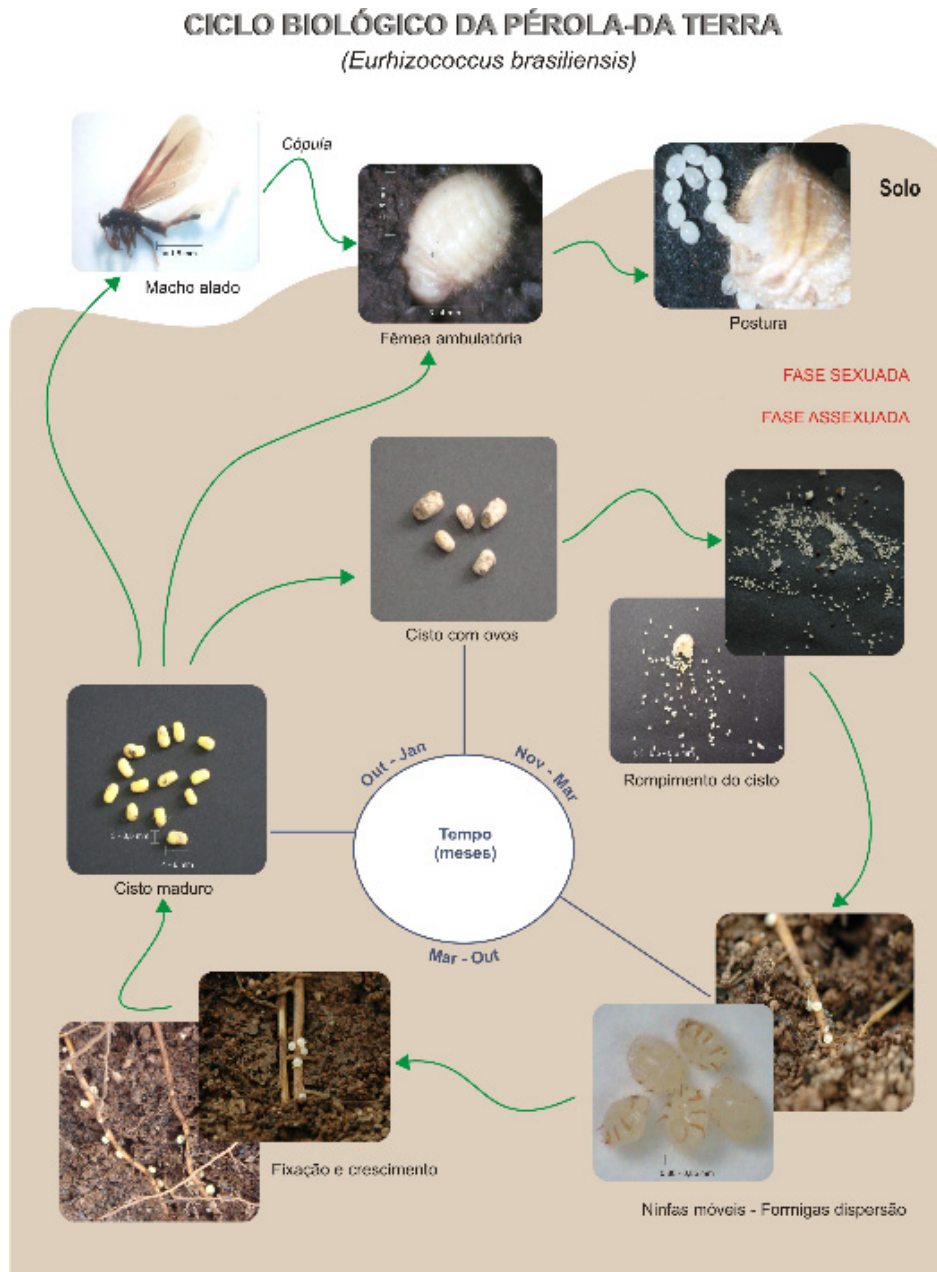 CICLO BIOLÓGICO DA PÉROLA-DA TERRA
(Eurhizococcus brasiliensis)
Cópula
Solo
Macho alado
Fêmea ambulatória
Postura
FASE SEXUADA
FASE ASSEXUADA
Cisto com ovos
Rompimento do cisto
Out - Jan
Nov - Mar
Tempo
(meses)
Mar - Out
Cisto maduro
Fixação e crescimento
Ninfas móveis - Formigas dispersão